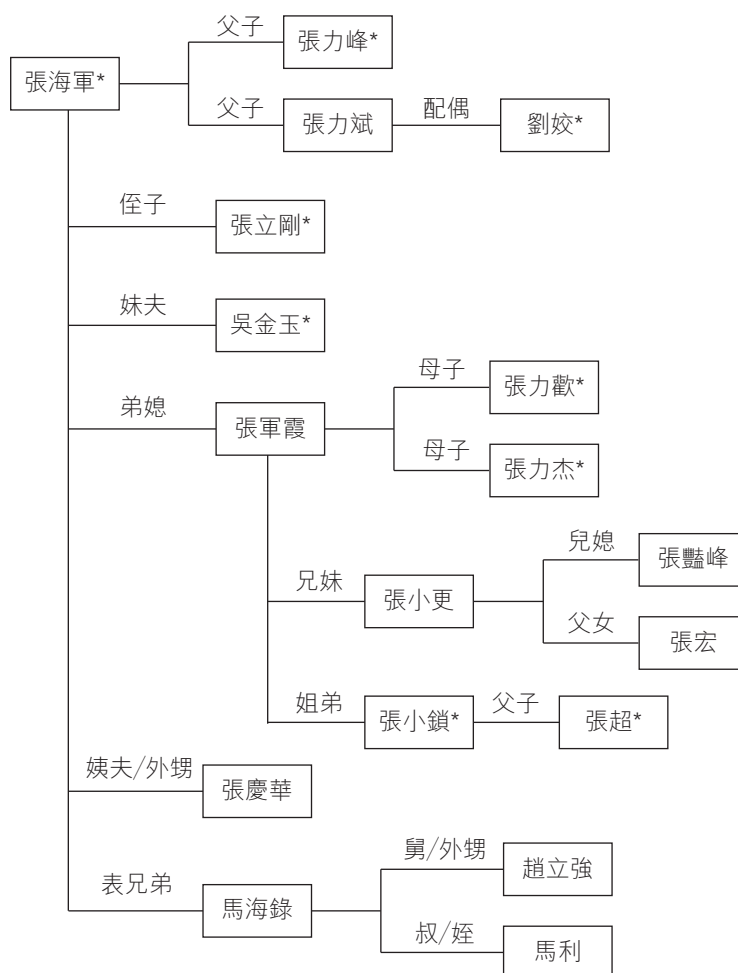 父子
張力峰*
張海軍*
父子
張力斌
配偶
劉姣*
侄子
張立剛*
妹夫
吳金玉*
弟媳
張軍霞
母子
張力歡*
母子
張力杰*
兄妹
張小更
兒媳
張豔峰
父女
張宏
姐弟
張小鎖*
父子
張超*
姨夫/外甥
張慶華
表兄弟
馬海錄
舅/外甥
趙立強
叔/姪
馬利